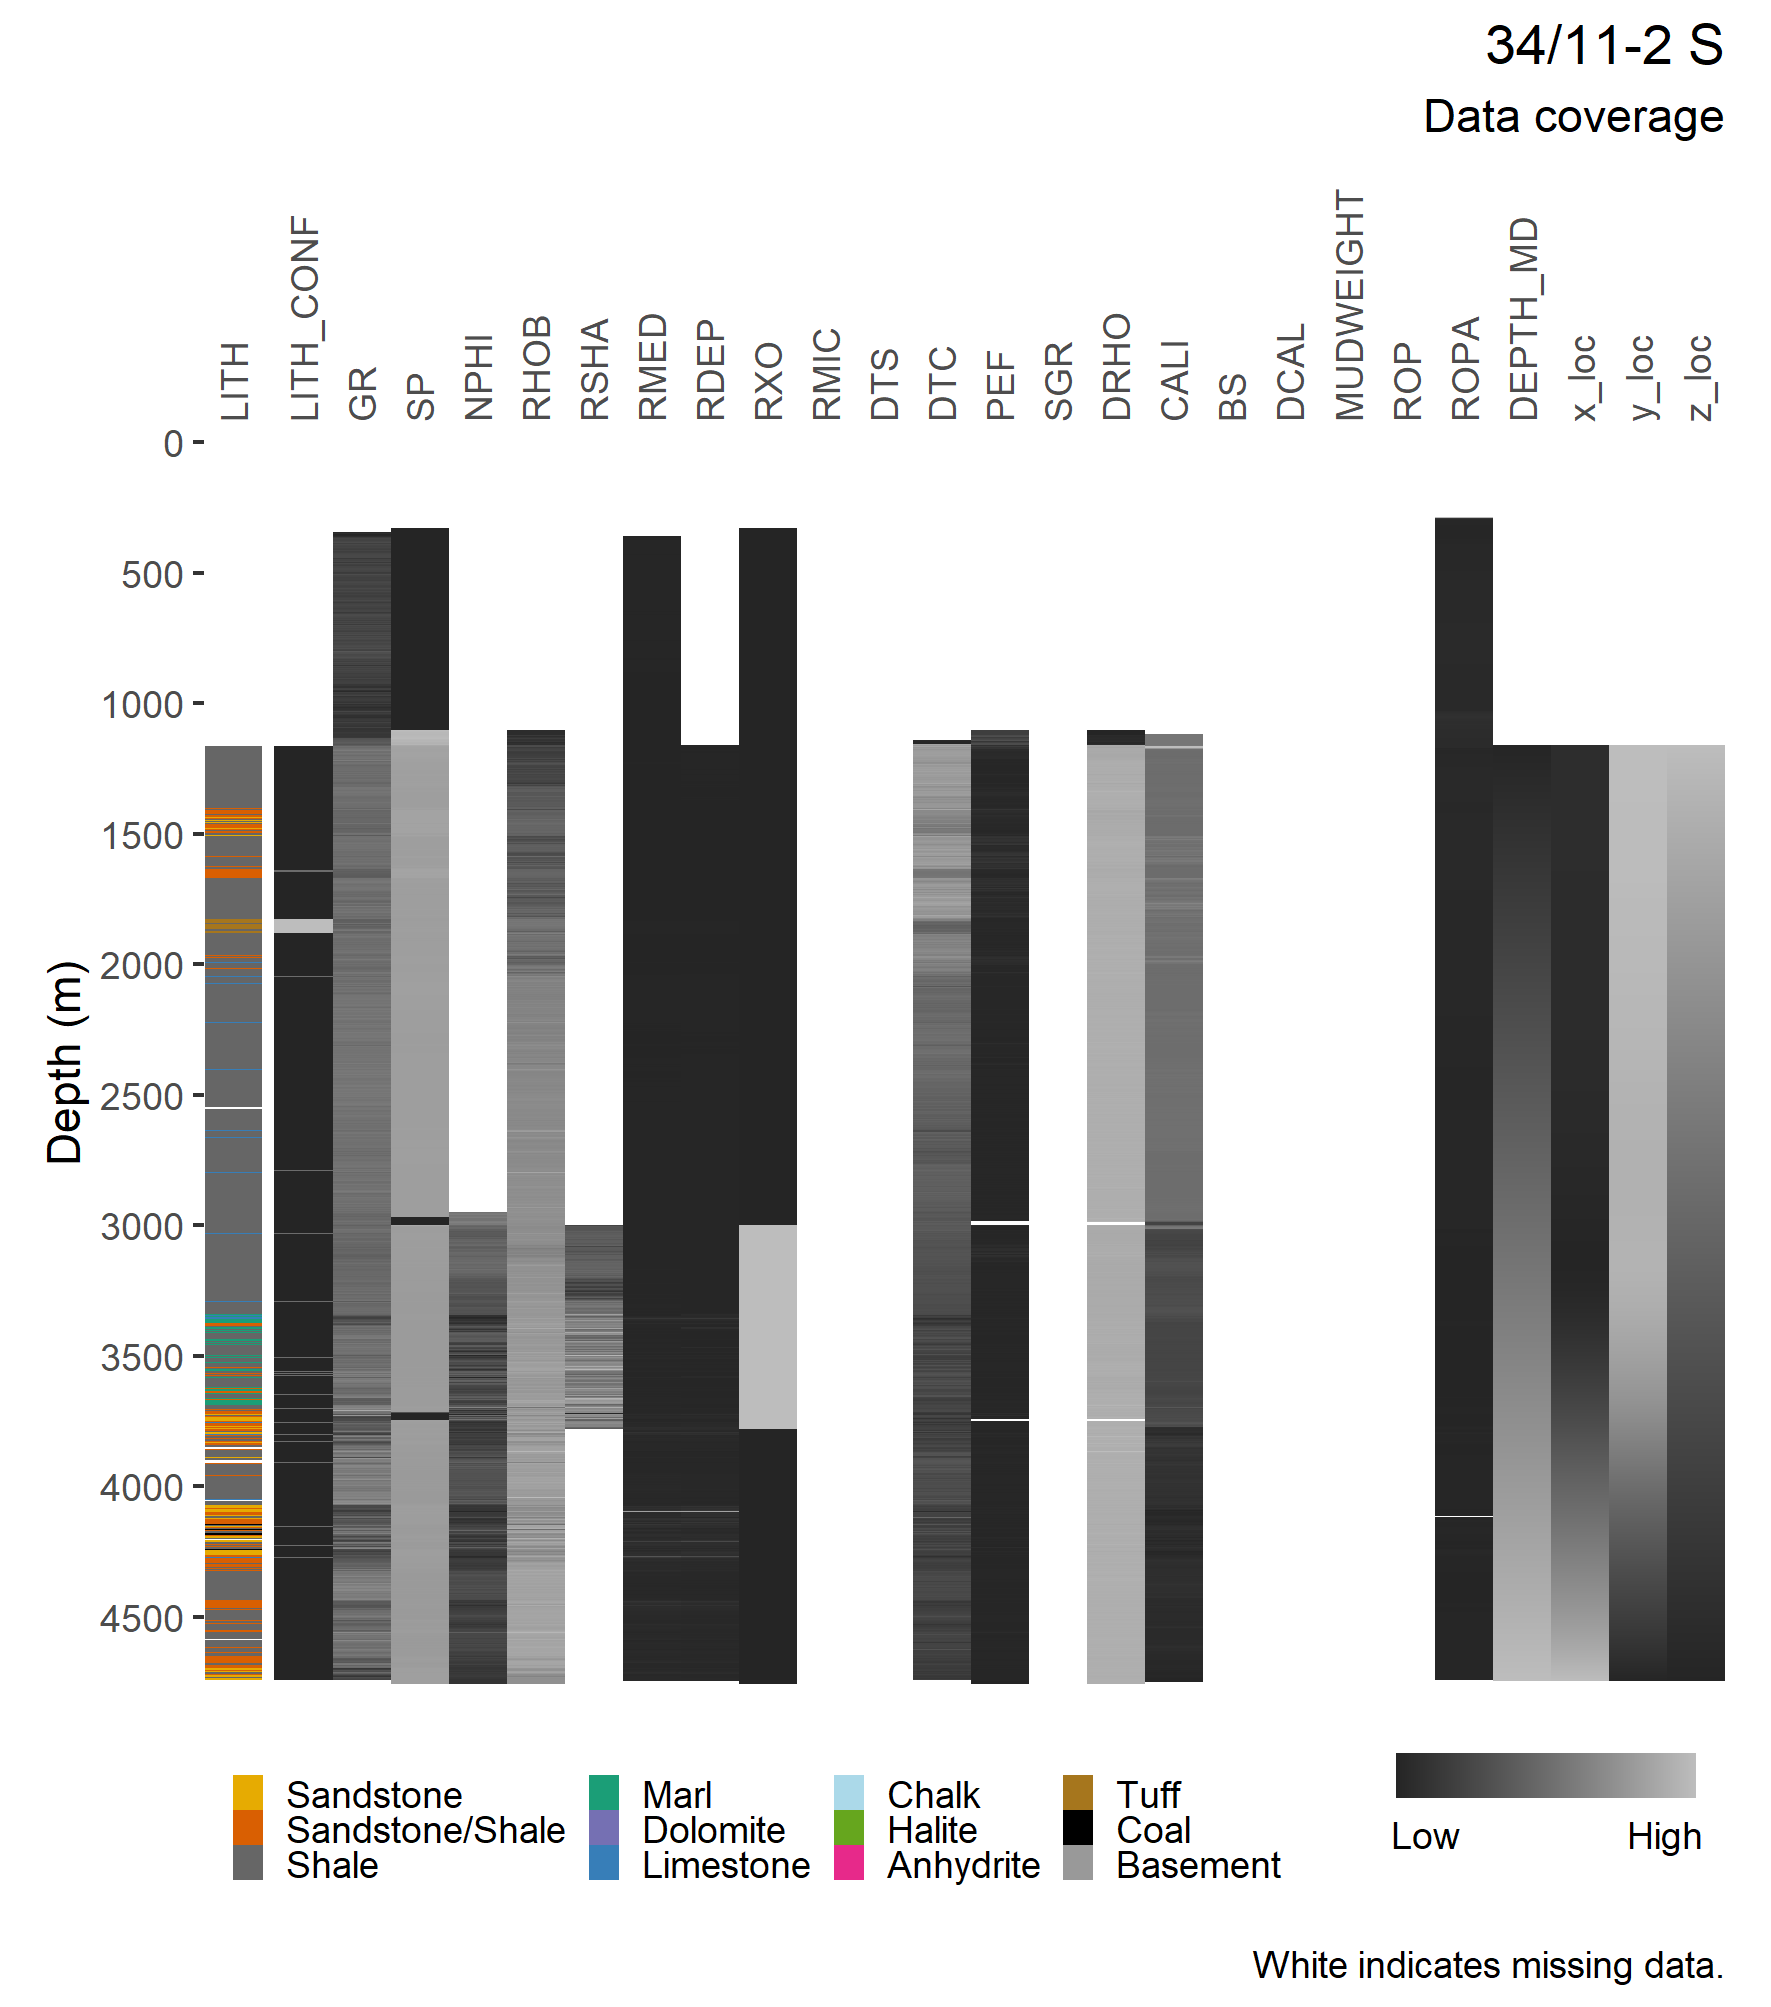 34/11-2 S
Data coverage
LITH
LITH_CONF
GR
SP
NPHI
RHOB
RSHA
RMED
RDEP
RXO
RMIC
DTS
DTC
PEF
SGR
DRHO
CALI
BS
DCAL
MUDWEIGHT
ROP
ROPA
DEPTH_MD
x_loc
y_loc
z_loc
Depth (m)
0
500
1000
1500
2000
2500
3000
3500
4000
4500
Sandstone
Sandstone/Shale
Shale
Marl
Dolomite
Limestone
Chalk
Halite
Anhydrite
Tuff
Coal
Basement
Low High
White indicates missing data.